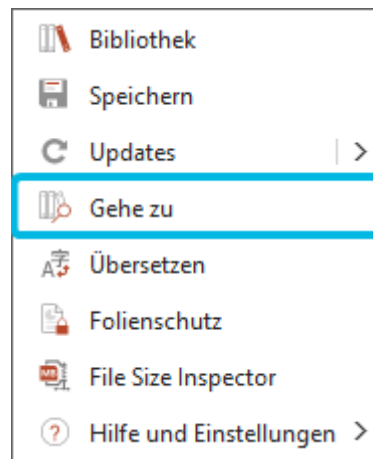 Bibliothek
Speichern
Updates
Gehe zu
Übersetzen
Folienschutz
File Size Inspector
Hilfe und Einstellungen